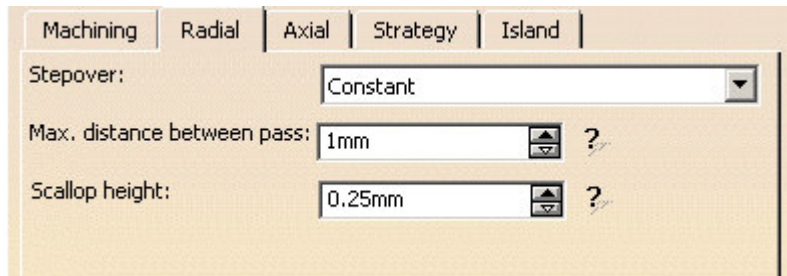 Machining Radial Axial Strategy Island
Stepover: Constant
Max. distance between pass: 1mm ?
Scallop height: 0.25mm ?